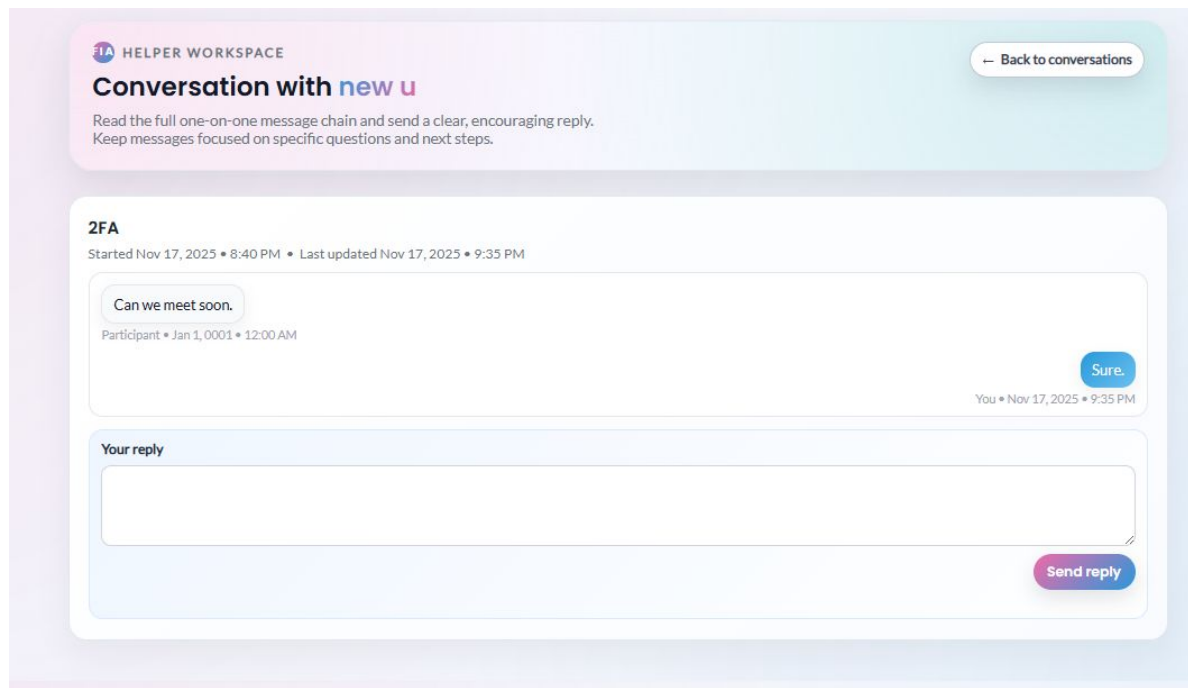 FIA HELPER WORKSPACE
← Back to conversations
Conversation with new u
Read the full one-on-one message chain and send a clear, encouraging reply.
Keep messages focused on specific questions and next steps.
2FA
Started Nov 17, 2025 • 8:40 PM • Last updated Nov 17, 2025 • 9:35 PM
Can we meet soon.
Participant • Jan 1, 0001 • 12:00 AM
Sure.
You • Nov 17, 2025 • 9:35 PM
Your reply
Send reply